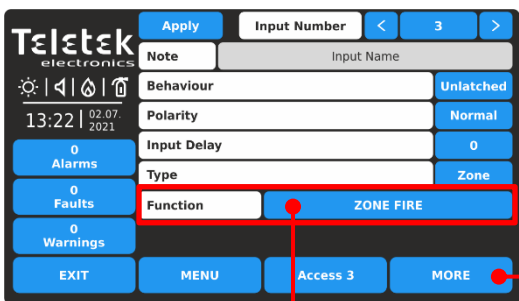 Teletek
electronics
13:22 | 02.07.
2021
0
Alarms
0
Faults
0
Warnings
EXIT
Apply
Input Number < 3 >
Note Input Name
Behaviour Unlatched
Polarity Normal
Input Delay 0
Type Zone
Function ZONE FIRE
MENU Access 3 MORE